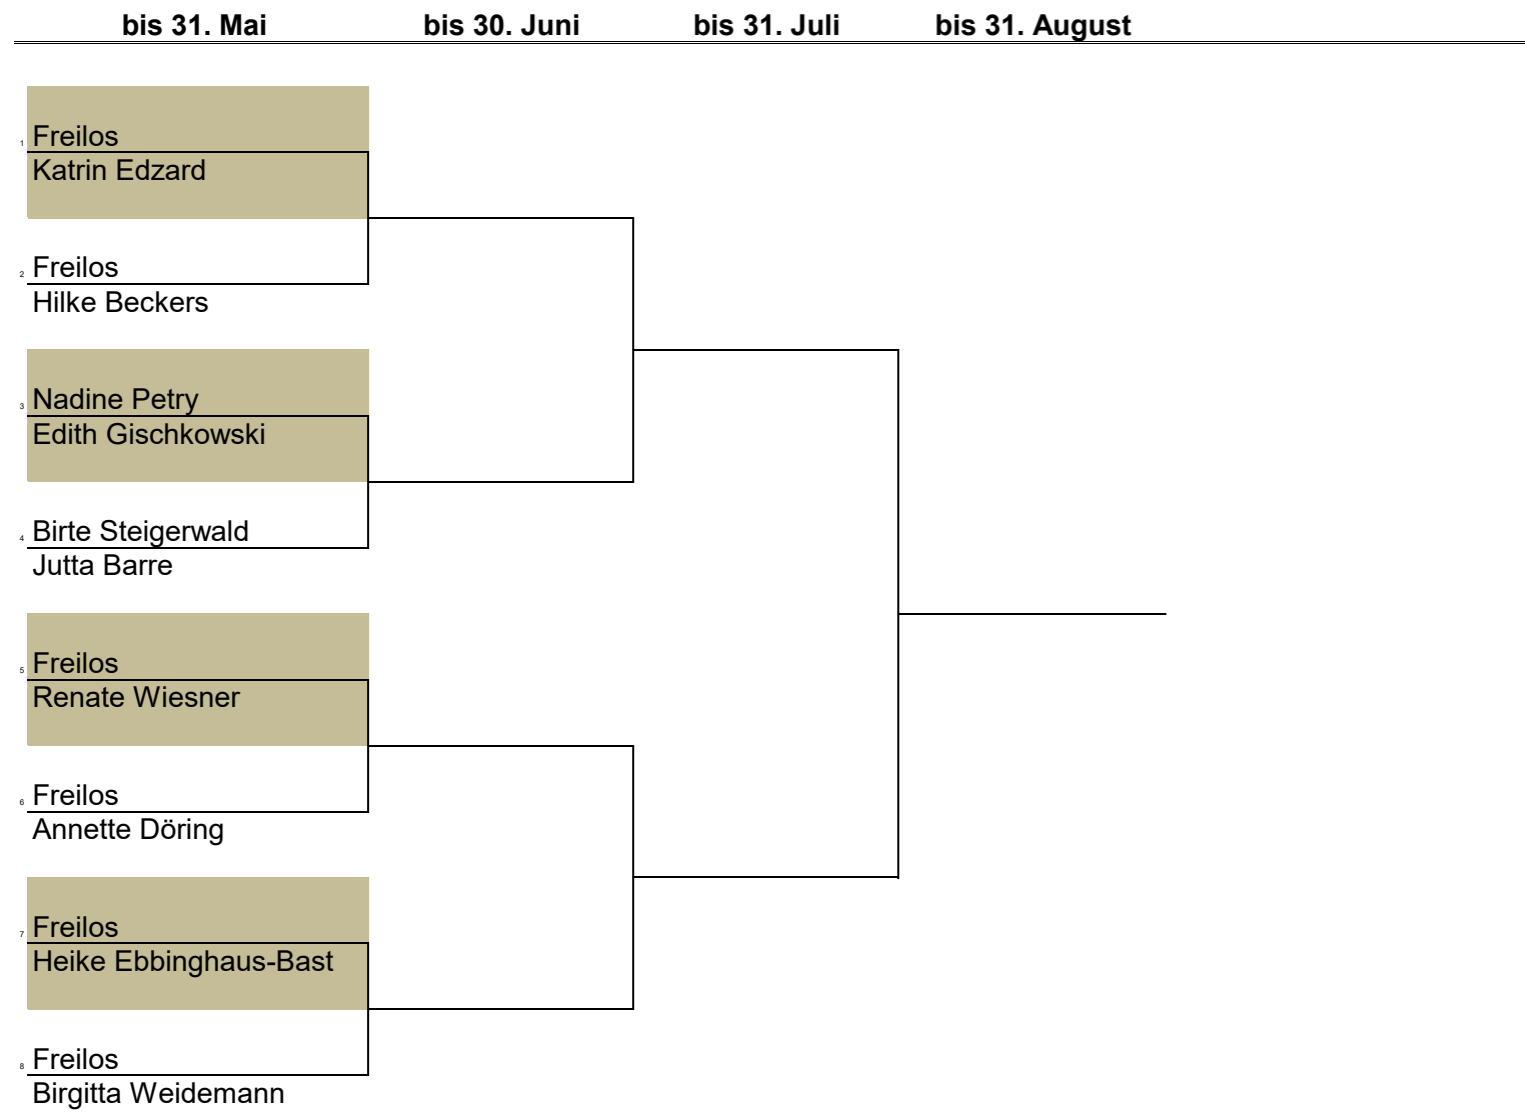 bis 31. Mai bis 30. Juni bis 31. Juli bis 31. August
1 Freilos
Katrin Edzard
2 Freilos
Hilke Beckers
3 Nadine Petry
Edith Gischkowski
4 Birte Steigerwald
Jutta Barre
5 Freilos
Renate Wiesner
6 Freilos
Annette Döring
7 Freilos
Heike Ebbinghaus-Bast
8 Freilos
Birgitta Weidemann